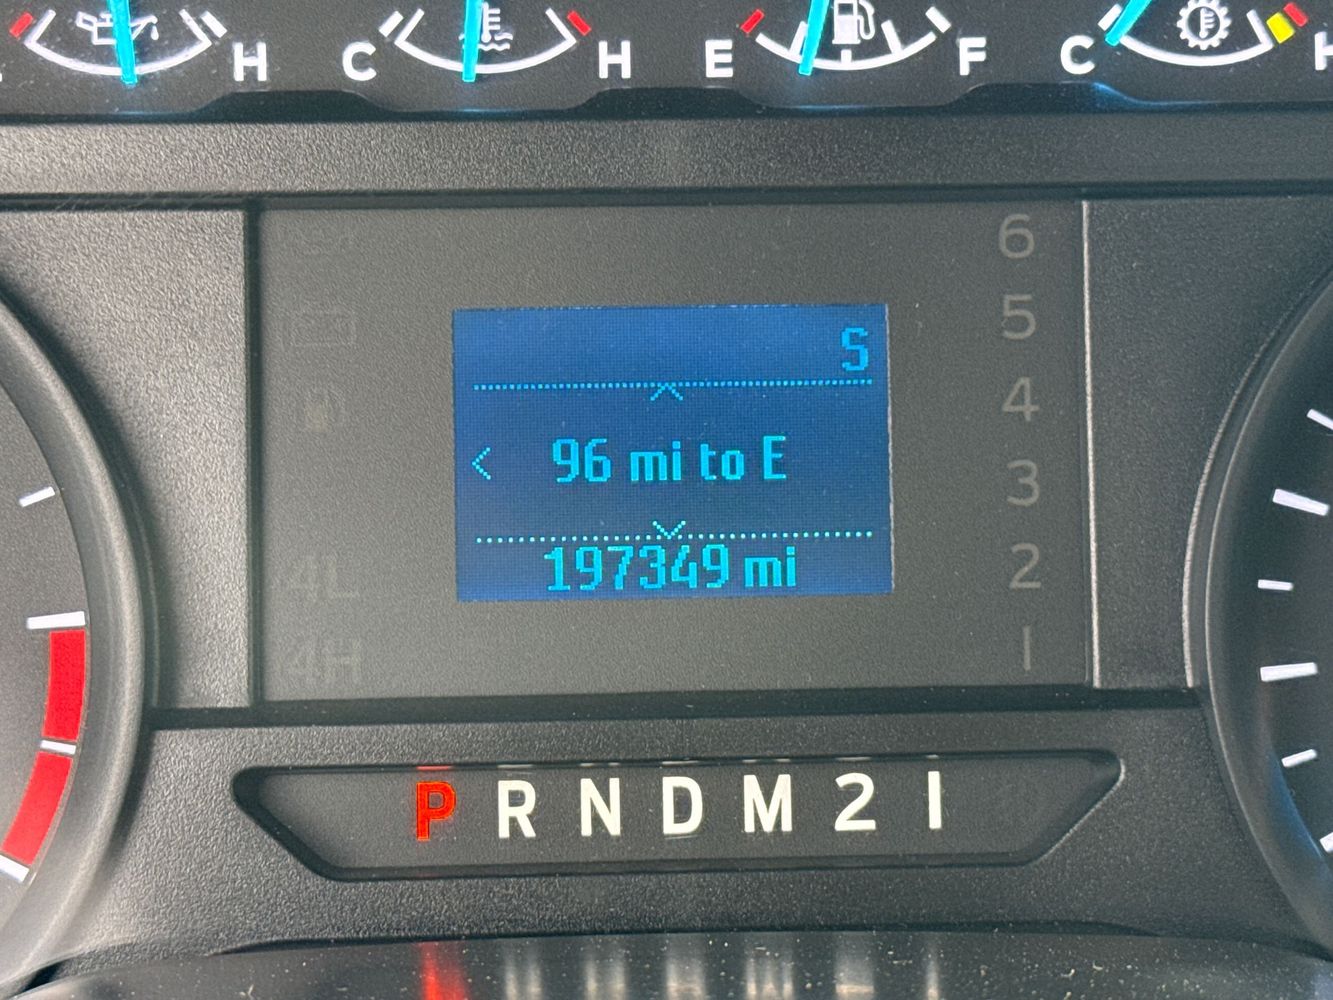 H C H E F C H
6
5
S
4
96 mi to E
3
4L
2
197349 mi
4H
1
P R N D M 2 1